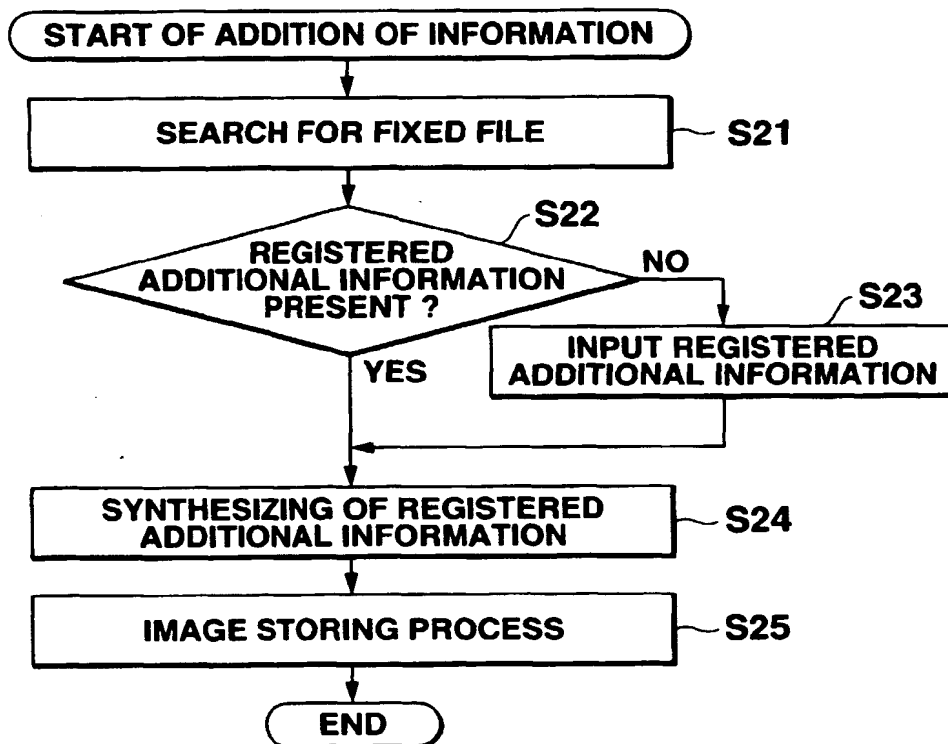 START OF ADDITION OF INFORMATION
SEARCH FOR FIXED FILE
S21
S22
REGISTERED
ADDITIONAL INFORMATION
PRESENT ?
NO
S23
YES
INPUT REGISTERED
ADDITIONAL INFORMATION
SYNTHESIZING OF REGISTERED
ADDITIONAL INFORMATION
S24
IMAGE STORING PROCESS
S25
END